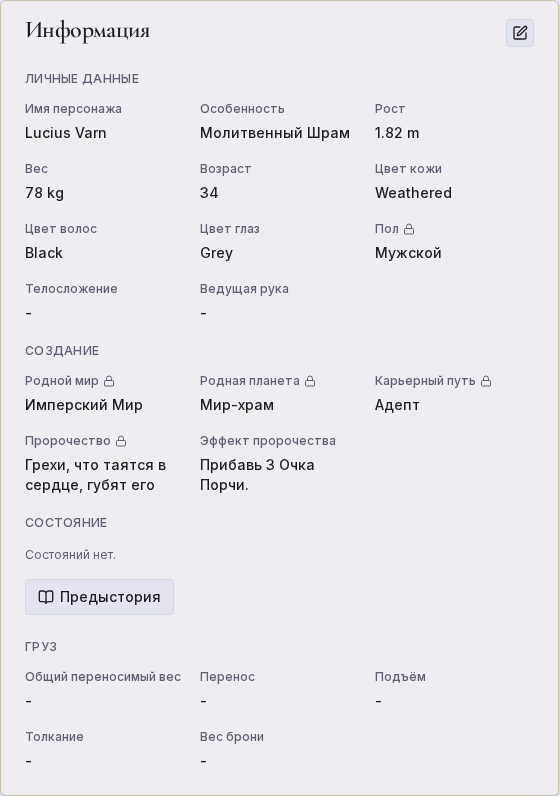 Информация
ЛИЧНЫЕ ДАННЫЕ
Имя персонажа Особенность Рост
Lucius Varn Молитвенный Шрам 1.82 m
Вес Возраст Цвет кожи
78 kg 34 Weathered
Цвет волос Цвет глаз Пол
Black Grey Мужской
Телосложение Ведущая рука
- -
СОЗДАНИЕ
Родной мир Родная планета Карьерный путь
Имперский Мир Мир-храм Адепт
Пророчество Эффект пророчества
Грехи, что таятся в Прибавь 3 Очка
сердце, губят его Порчи.
СОСТОЯНИЕ
Состояний нет.
Предыстория
ГРУЗ
Общий переносимый вес Перенос Подъём
- - -
Толкание Вес брони
- -